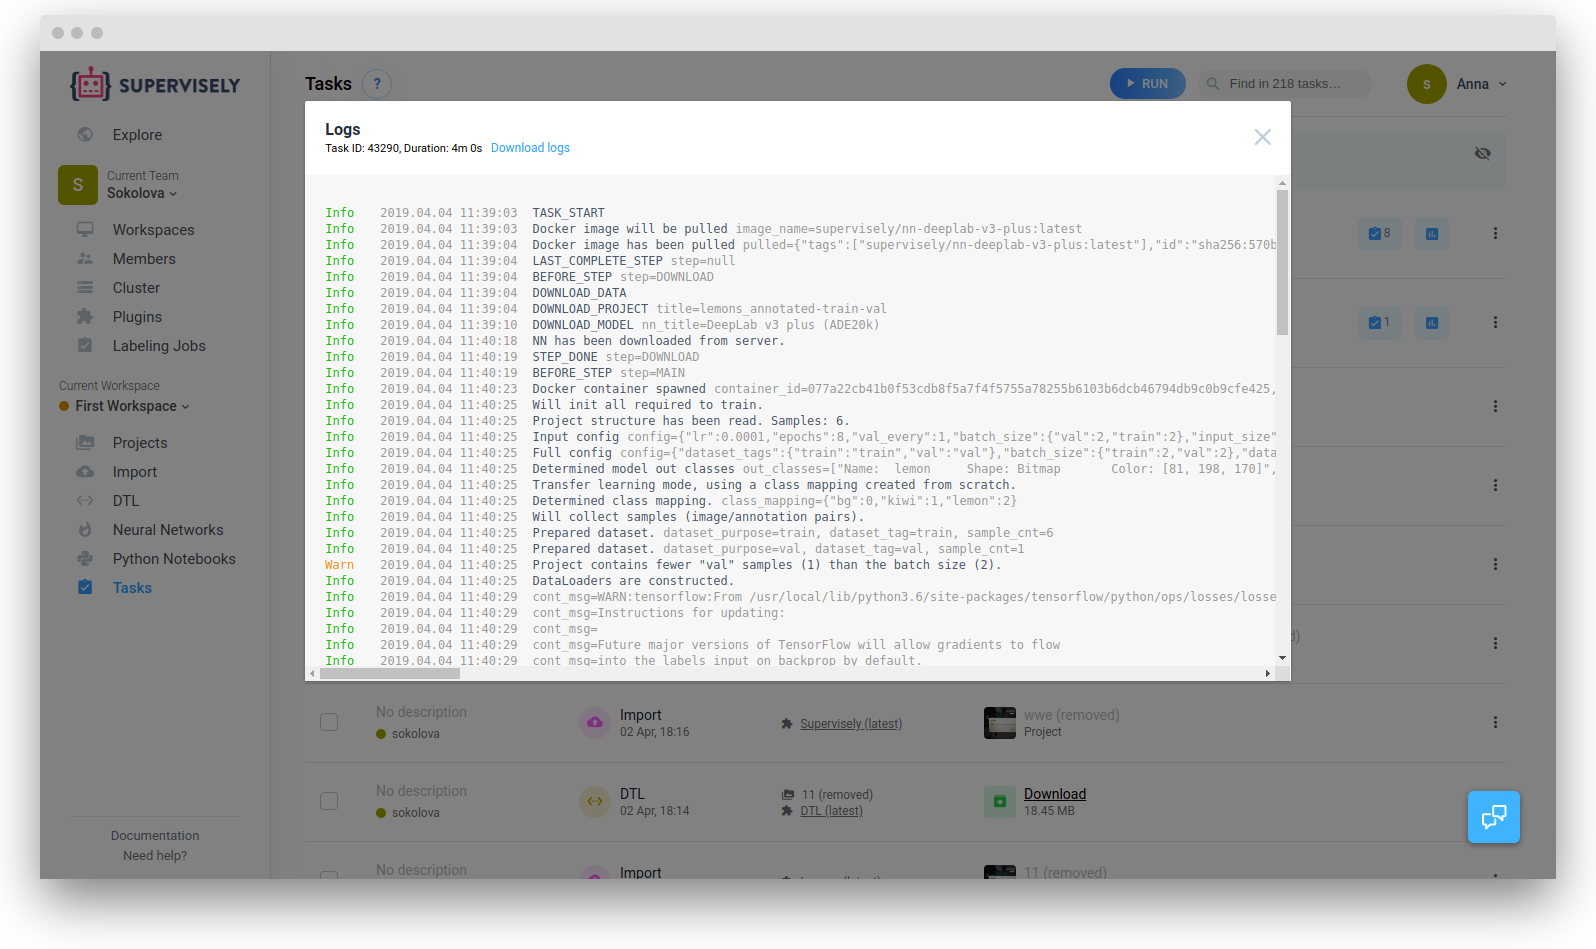 SUPERVISELY
Tasks
?
RUN
Find in 218 tasks...
S
Anna
Explore
S
Current Team
Sokolova
Workspaces
Members
Cluster
Plugins
Labeling Jobs
Current Workspace
First Workspace
Projects
Import
DTL
Neural Networks
Python Notebooks
Tasks
Documentation
Need help?
Logs
Task ID: 43290, Duration: 4m 0s Download logs
Info 2019.04.04 11:39:03 TASK_START
Info 2019.04.04 11:39:03 Docker image will be pulled image_name=supervisely/nn-deeplab-v3-plus:latest
Info 2019.04.04 11:39:04 Docker image has been pulled pulled={"tags":["supervisely/nn-deeplab-v3-plus:latest"],"id":"sha256:570b
Info 2019.04.04 11:39:04 LAST_COMPLETE_STEP step=null
Info 2019.04.04 11:39:04 BEFORE_STEP step=DOWNLOAD
Info 2019.04.04 11:39:04 DOWNLOAD_DATA
Info 2019.04.04 11:39:04 DOWNLOAD_PROJECT title=lemons_annotated-train-val
Info 2019.04.04 11:39:10 DOWNLOAD_MODEL nn_title=DeepLab v3 plus (ADE20k)
Info 2019.04.04 11:40:18 NN has been downloaded from server.
Info 2019.04.04 11:40:19 STEP_DONE step=DOWNLOAD
Info 2019.04.04 11:40:19 BEFORE_STEP step=MAIN
Info 2019.04.04 11:40:23 Docker container spawned container_id=077a22cb41b0f53cdb8f5a7f4f5755a78255b6103b6dcb46794db9c0b9cfe425,
Info 2019.04.04 11:40:25 Will init all required to train.
Info 2019.04.04 11:40:25 Project structure has been read. Samples: 6.
Info 2019.04.04 11:40:25 Input config config={"lr":0.0001,"epochs":8,"val_every":1,"batch_size":{"val":2,"train":2},"input_size"
Info 2019.04.04 11:40:25 Full config config={"dataset_tags":{"train":"train","val":"val"},"batch_size":{"train":2,"val":2},"data
Info 2019.04.04 11:40:25 Determined model out classes out_classes=["Name: lemon Shape: Bitmap Color: [81, 198, 170]",
Info 2019.04.04 11:40:25 Transfer learning mode, using a class mapping created from scratch.
Info 2019.04.04 11:40:25 Determined class mapping. class_mapping={"bg":0,"kiwi":1,"lemon":2}
Info 2019.04.04 11:40:25 Will collect samples (image/annotation pairs).
Info 2019.04.04 11:40:25 Prepared dataset. dataset_purpose=train, dataset_tag=train, sample_cnt=6
Info 2019.04.04 11:40:25 Prepared dataset. dataset_purpose=val, dataset_tag=val, sample_cnt=1
Warn 2019.04.04 11:40:25 Project contains fewer "val" samples (1) than the batch size (2).
Info 2019.04.04 11:40:25 DataLoaders are constructed.
Info 2019.04.04 11:40:29 cont_msg=WARN:tensorflow:From /usr/local/lib/python3.6/site-packages/tensorflow/python/ops/losses/losse
Info 2019.04.04 11:40:29 cont_msg=Instructions for updating:
Info 2019.04.04 11:40:29 cont_msg=
Info 2019.04.04 11:40:29 cont_msg=Future major versions of TensorFlow will allow gradients to flow
Info 2019.04.04 11:40:29 cont_msg=into the labels input on backprop by default.
8
1
d)
No description
sokolova
Import
02 Apr, 18:16
Supervisely (latest)
wwe (removed)
Project
No description
sokolova
DTL
02 Apr, 18:14
11 (removed)
DTL (latest)
Download
18.45 MB
No description
Import
11 (removed)